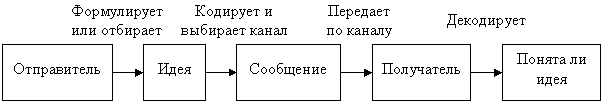 Формулирует
или отбирает
Кодирует и
выбирает канал
Передает
по каналу
Декодирует
Отправитель
Идея
Сообщение
Получатель
Понята ли
идея